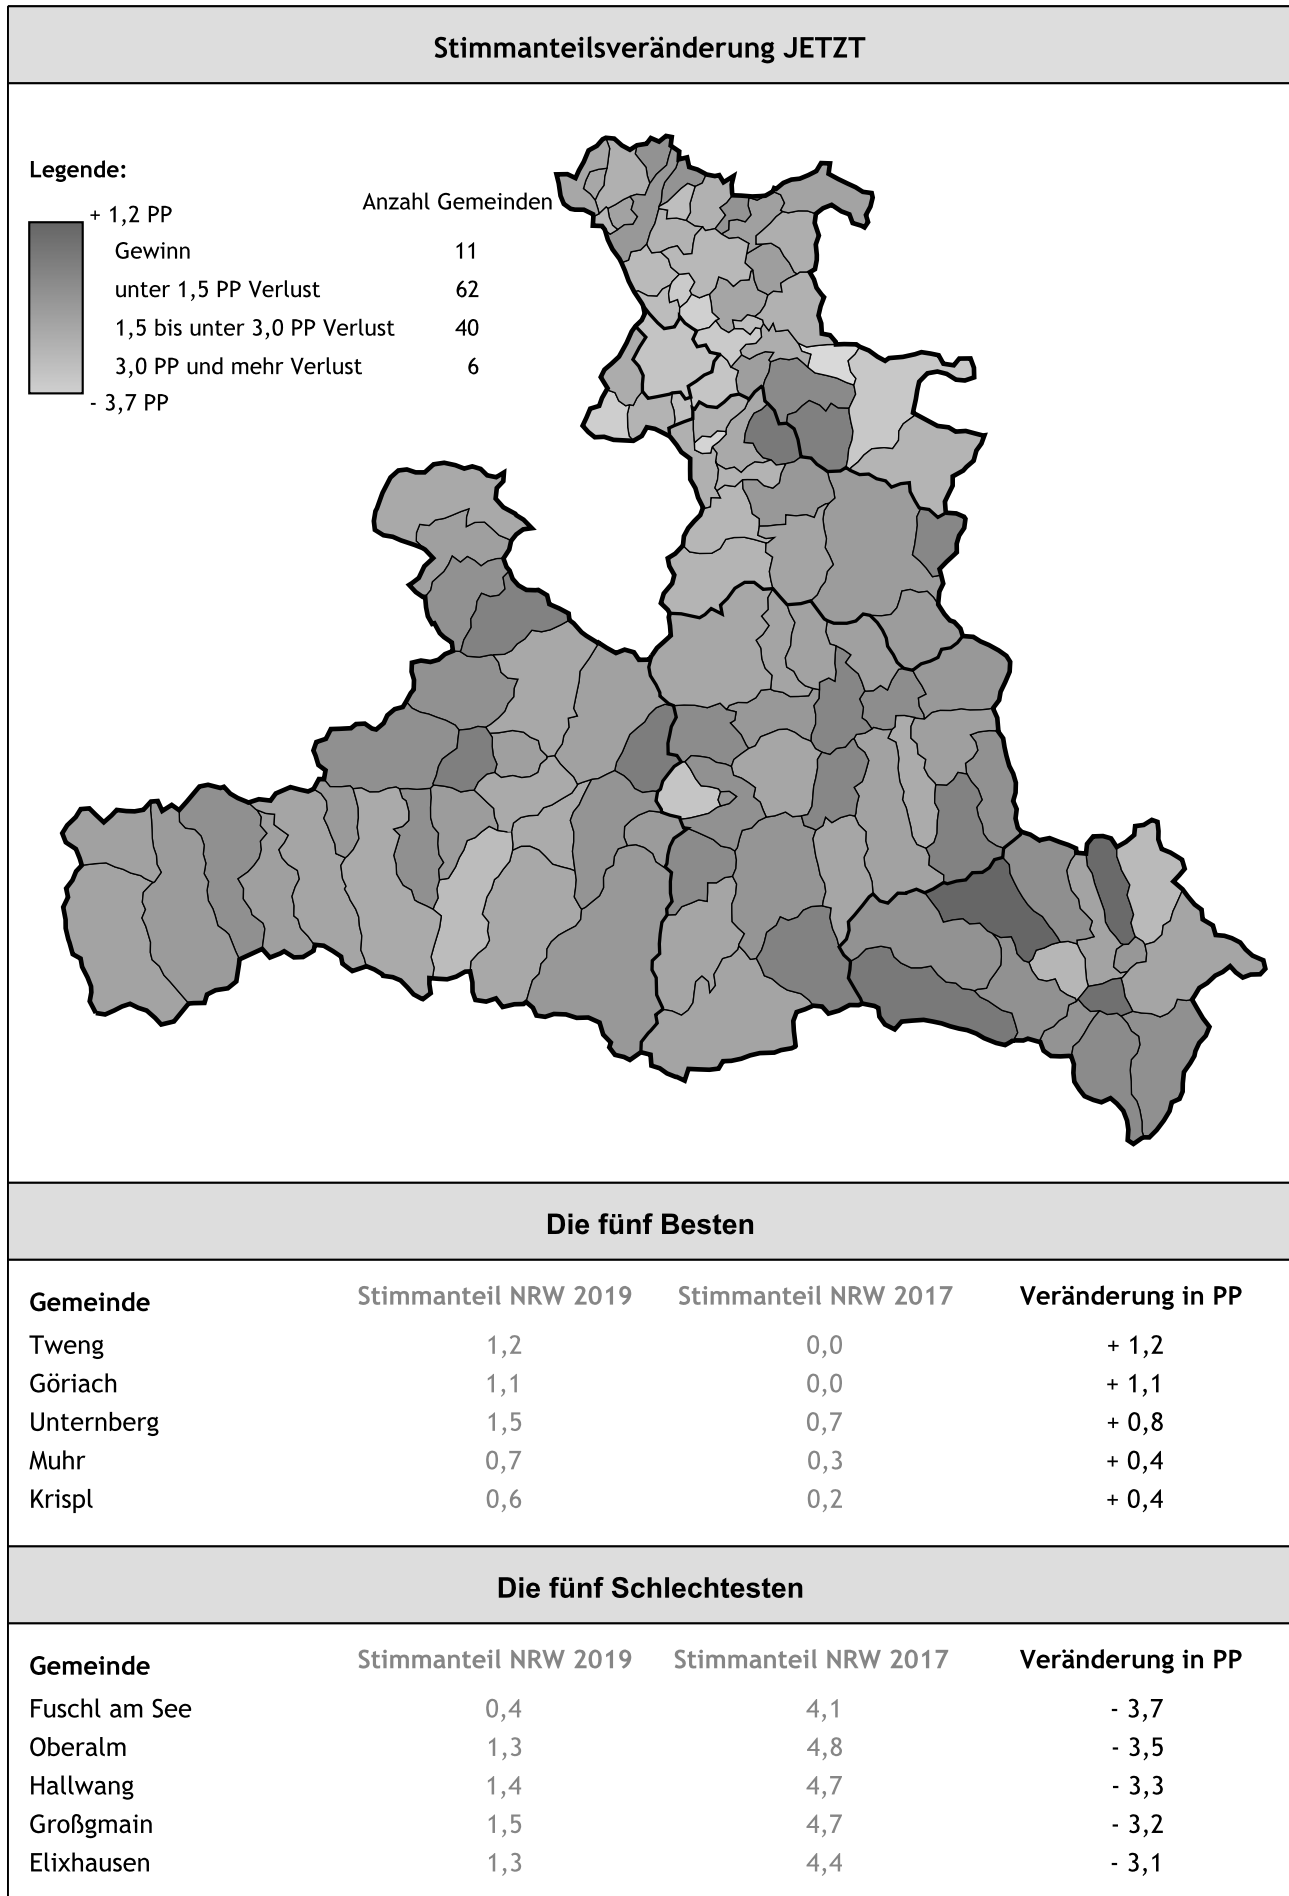 Stimmanteilsveränderung JETZT
Legende:
Anzahl Gemeinden
+ 1,2 PP
Gewinn 11
unter 1,5 PP Verlust 62
1,5 bis unter 3,0 PP Verlust 40
3,0 PP und mehr Verlust 6
- 3,7 PP
Die fünf Besten
Gemeinde Stimmanteil NRW 2019 Stimmanteil NRW 2017 Veränderung in PP
Tweng 1,2 0,0 + 1,2
Göriach 1,1 0,0 + 1,1
Unternberg 1,5 0,7 + 0,8
Muhr 0,7 0,3 + 0,4
Krispl 0,6 0,2 + 0,4
Die fünf Schlechtesten
Gemeinde Stimmanteil NRW 2019 Stimmanteil NRW 2017 Veränderung in PP
Fuschl am See 0,4 4,1 - 3,7
Oberalm 1,3 4,8 - 3,5
Hallwang 1,4 4,7 - 3,3
Großgmain 1,5 4,7 - 3,2
Elixhausen 1,3 4,4 - 3,1